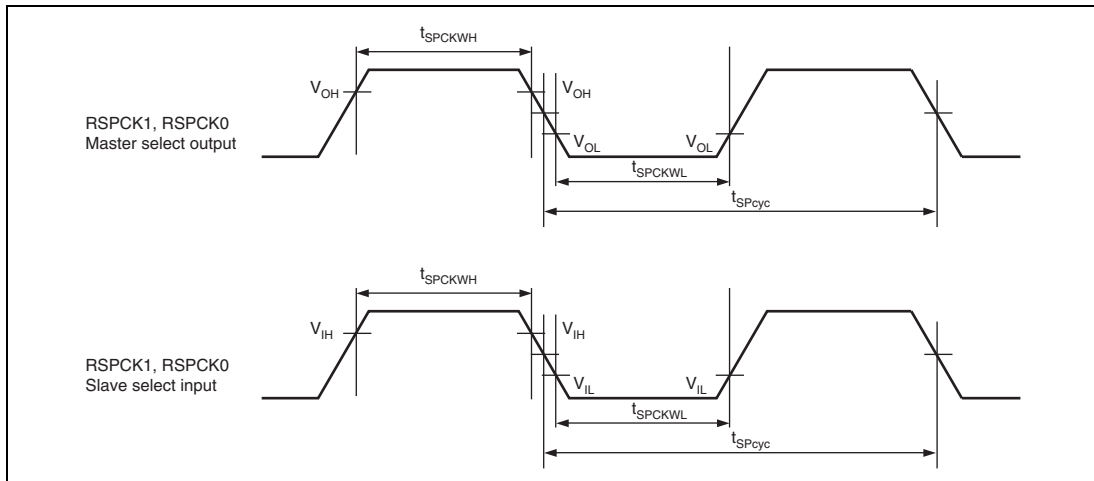 tSPCKWH
VOH VOH
RSPCK1, RSPCK0
Master select output
VOL VOL
tSPCKWL
tSPcyc
tSPCKWH
VIH VIH
RSPCK1, RSPCK0
Slave select input
VIL VIL
tSPCKWL
tSPcyc